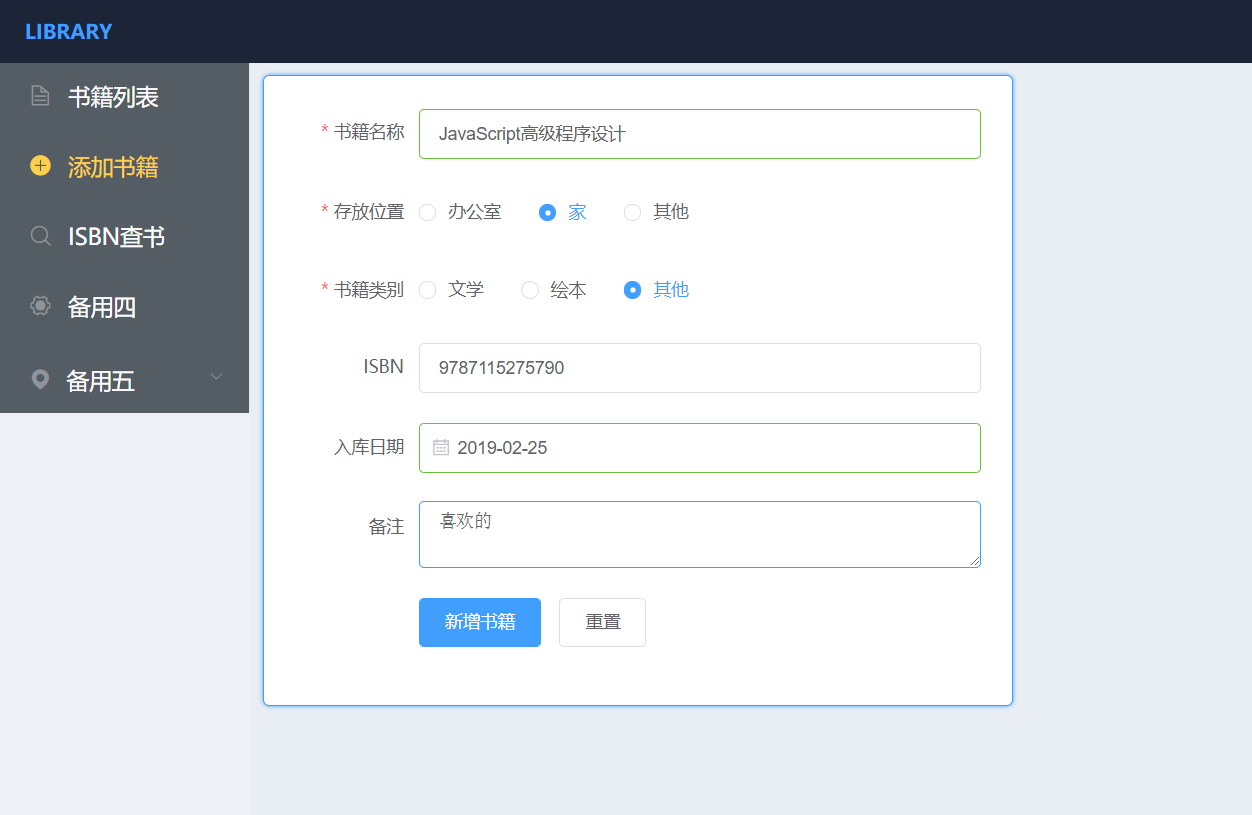 LIBRARY
书籍列表
添加书籍
ISBN查书
备用四
备用五
* 书籍名称 JavaScript高级程序设计
* 存放位置 办公室 家 其他
* 书籍类别 文学 绘本 其他
ISBN 9787115275790
入库日期 2019-02-25
备注 喜欢的
新增书籍 重置